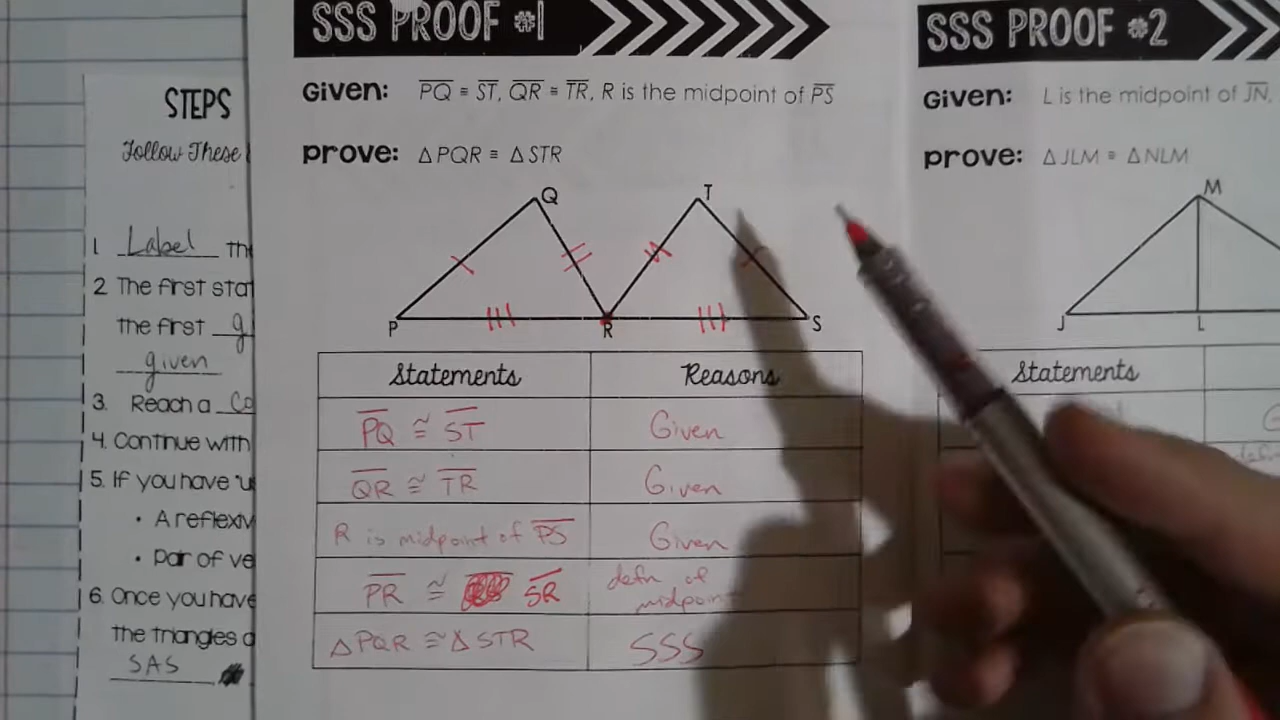 STEPS
Follow These
1. Label Th
2 The first stat
the first g
given
3. Reach a Co
4. Continue with
5. If you have "u
• A reflexiv
• Pair of ve
6. Once you have
the triangles a
SAS
SSS PROOF #1
Given: PQ ≅ ST, QR ≅ TR, R is the midpoint of PS
prove: △PQR ≅ △STR
Q
T
P
R
S
Statements Reasons
PQ ≅ ST Given
QR ≅ TR Given
R is midpoint of PS Given
PR ≅ SR defn of
midpoint
△PQR ≅ △STR SSS
SSS PROOF #2
Given: L is the midpoint of JN,
prove: △JLM ≅ △NLM
M
J
L
Statements